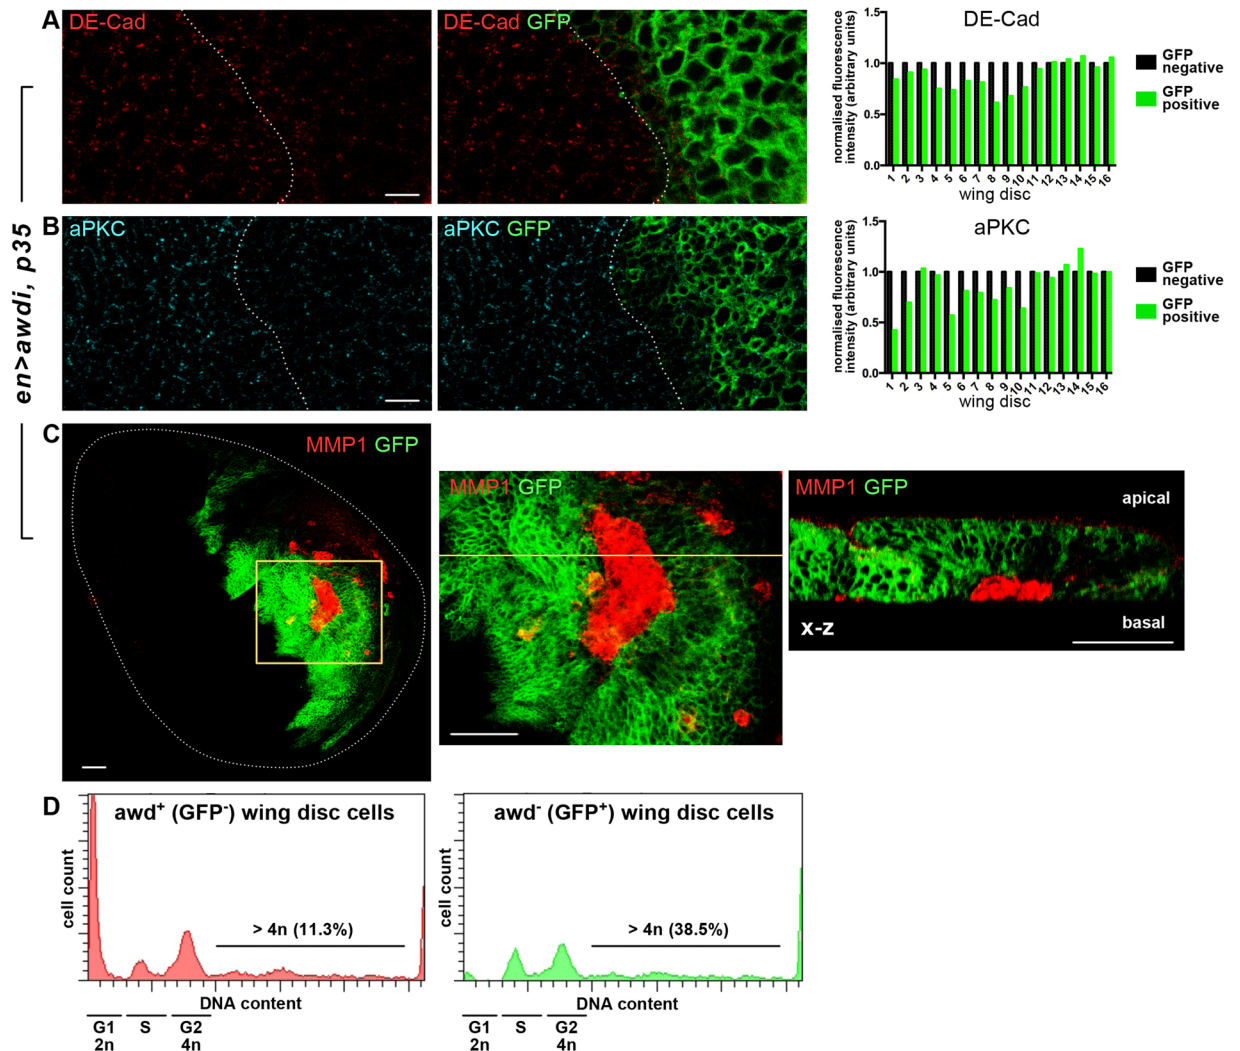 A
DE-Cad
DE-Cad GFP
DE-Cad
normalised fluorescence
intensity (arbitrary units)
1.5
1.0
0.5
0.0
1 2 3 4 5 6 7 8 9 10 11 12 13 14 15 16
wing disc
GFP
negative
GFP
positive
en>awdi, p35
B
aPKC
aPKC GFP
aPKC
normalised fluorescence
intensity (arbitrary units)
1.5
1.0
0.5
0.0
1 2 3 4 5 6 7 8 9 10 11 12 13 14 15 16
wing disc
GFP
negative
GFP
positive
C
MMP1 GFP
MMP1 GFP
MMP1 GFP
apical
x-z
basal
D
awd+ (GFP-) wing disc cells
cell count
> 4n (11.3%)
DNA content
G1 S G2
2n 4n
awd- (GFP+) wing disc cells
cell count
> 4n (38.5%)
DNA content
G1 S G2
2n 4n